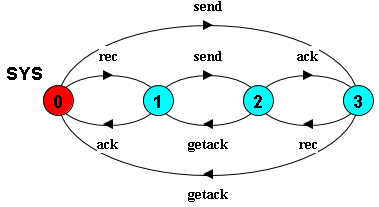 send
rec send ack
SYS
0 1 2 3
ack getack rec
getack